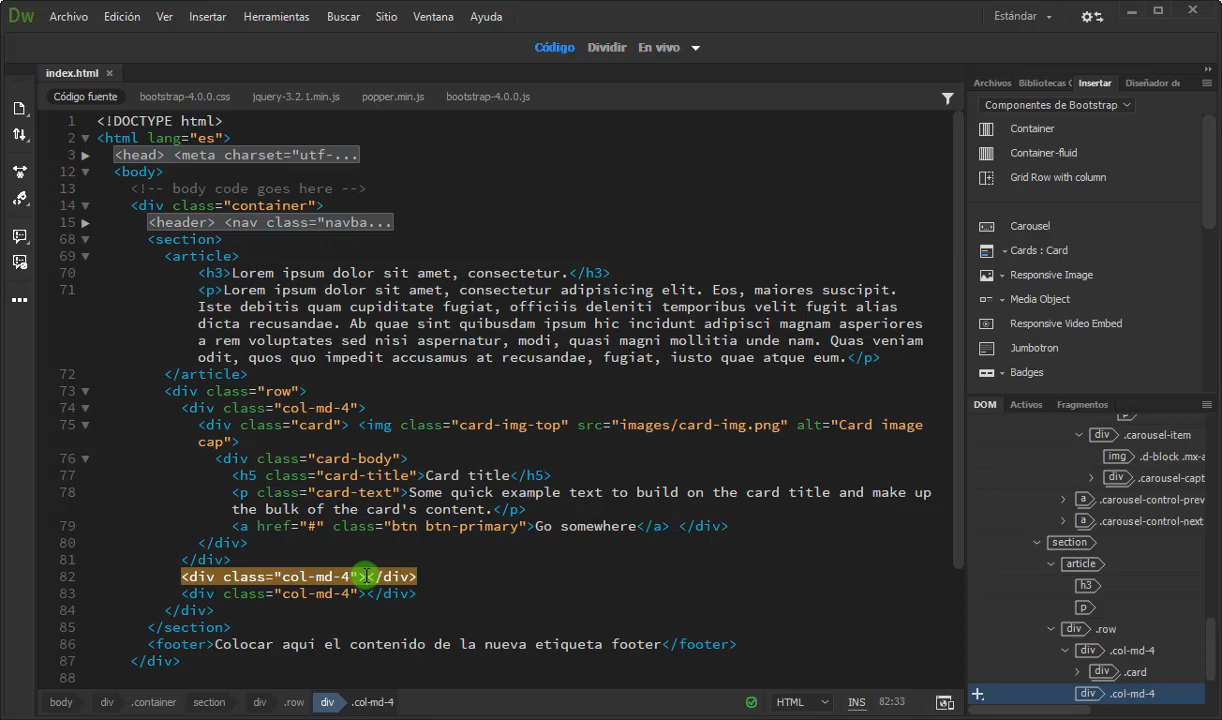 Dw Archivo Edición Ver Insertar Herramientas Buscar Sitio Ventana Ayuda Estándar
Código Dividir En vivo
index.html ×
Código fuente bootstrap-4.0.0.css jquery-3.2.1.min.js popper.min.js bootstrap-4.0.0.js
1 <!DOCTYPE html>
2 <html lang="es">
3 <head> <meta charset="utf-...
12 <body>
13 <!-- body code goes here -->
14 <div class="container">
15 <header> <nav class="navba...
68 <section>
69 <article>
70 <h3>Lorem ipsum dolor sit amet, consectetur.</h3>
71 <p>Lorem ipsum dolor sit amet, consectetur adipisicing elit. Eos, maiores suscipit.
Iste debitis quam cupiditate fugiat, officiis deleniti temporibus velit fugit alias
dicta recusandae. Ab quae sint quibusdam ipsum hic incidunt adipisci magnam asperiores
a rem voluptates sed nisi aspernatur, modi, quasi magni mollitia unde nam. Quas veniam
odit, quos quo impedit accusamus at recusandae, fugiat, iusto quae atque eum.</p>
72 </article>
73 <div class="row">
74 <div class="col-md-4">
75 <div class="card"> <img class="card-img-top" src="images/card-img.png" alt="Card image
cap">
76 <div class="card-body">
77 <h5 class="card-title">Card title</h5>
78 <p class="card-text">Some quick example text to build on the card title and make up
the bulk of the card's content.</p>
79 <a href="#" class="btn btn-primary">Go somewhere</a> </div>
80 </div>
81 </div>
82 <div class="col-md-4"></div>
83 <div class="col-md-4"></div>
84 </div>
85 </section>
86 <footer>Colocar aquí el contenido de la nueva etiqueta footer</footer>
87 </div>
88
body div .container section div .row div .col-md-4 HTML INS 82:33
Archivos Bibliotecas C Insertar Diseñador de
Componentes de Bootstrap
Container
Container-fluid
Grid Row with column
Carousel
Cards : Card
Responsive Image
Media Object
Responsive Video Embed
Jumbotron
Badges
DOM Activos Fragmentos
p
div .carousel-item
img .d-block .mx-a
div .carousel-capt
a .carousel-control-prev
a .carousel-control-next
section
article
h3
p
div .row
div .col-md-4
div .card
div .col-md-4